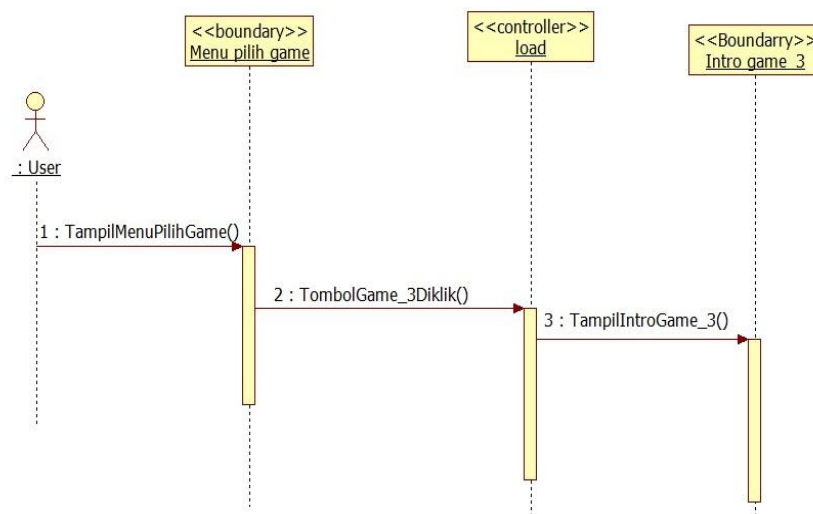 <<boundary>>
Menu pilih game
<<controller>>
load
<<Boundarry>>
Intro game_3
: User
1 : TampilMenuPilihGame()
2 : TombolGame_3Diklik()
3 : TampilIntroGame_3()